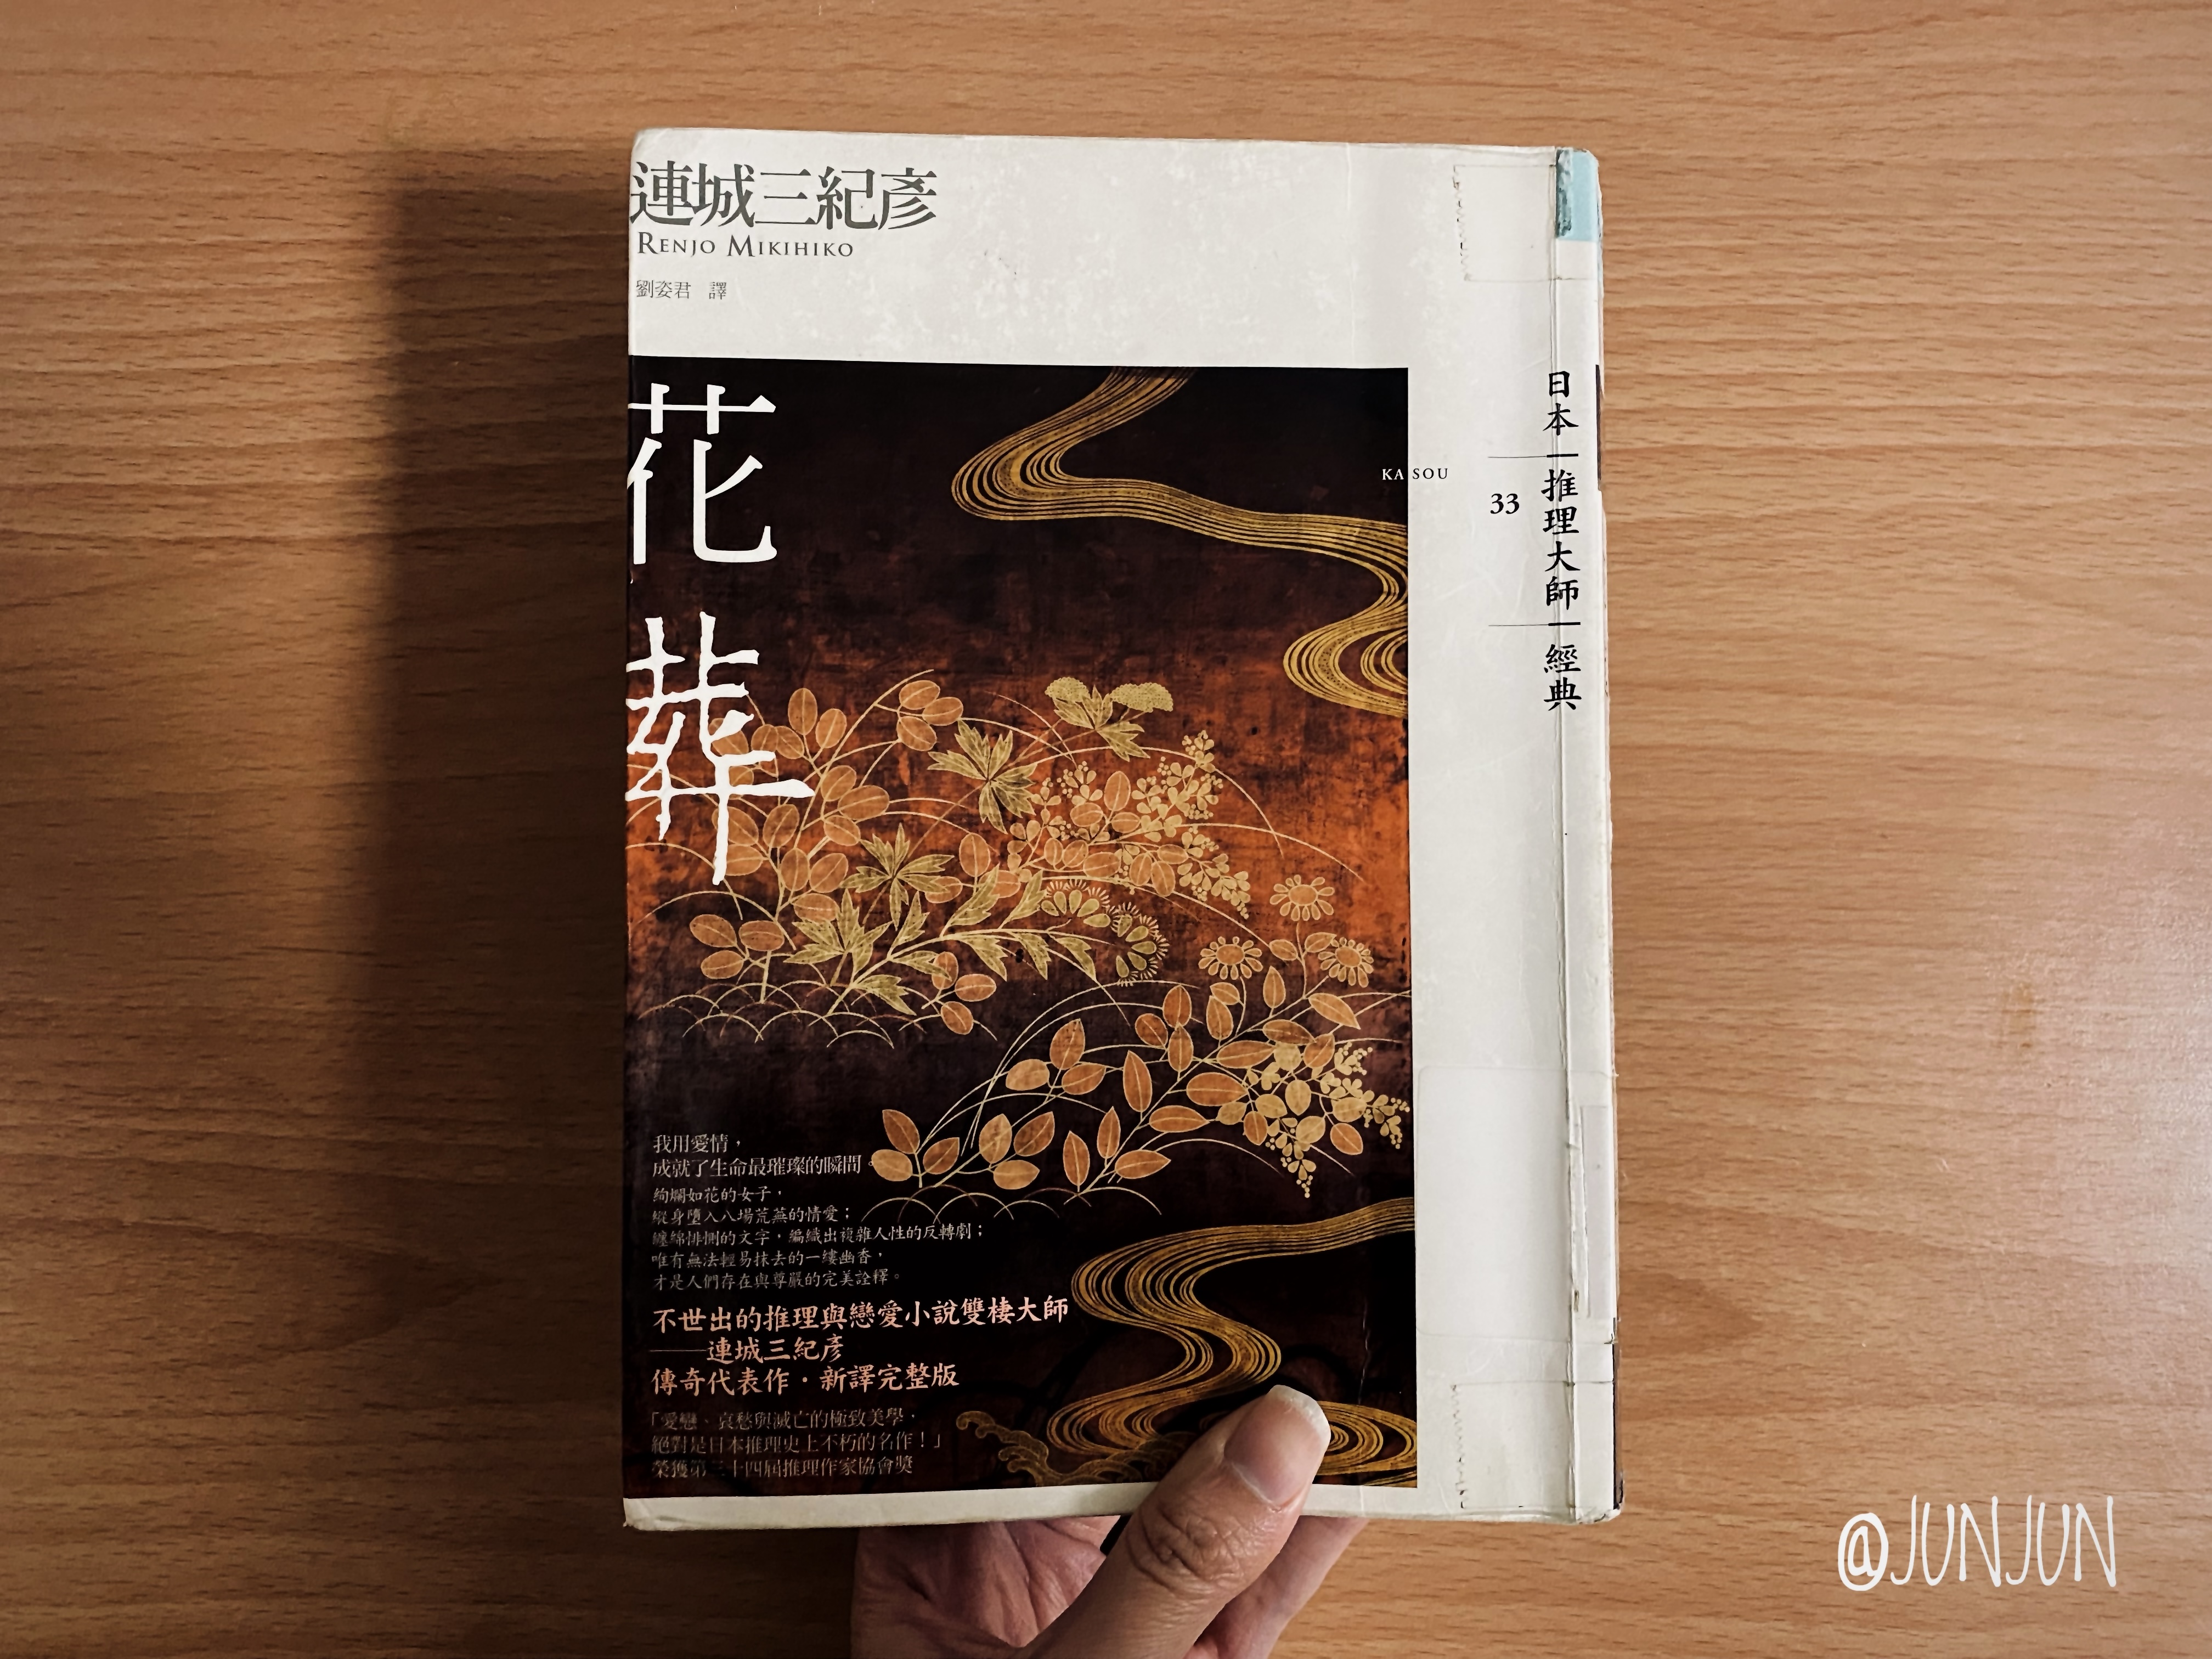 連城三紀彥
RENJO MIKIHIKO
劉姿君 譯
花葬
KA SOU
33
日本推理大師經典
我用愛情，
成就了生命最璀璨的瞬間。
絢爛如花的女子，
縱身墮入八場荒蕪的情愛；
纏綿悱惻的文字，編織出複雜人性的反轉劇；
唯有無法輕易抹去的一縷幽香，
才是人們存在與尊嚴的完美詮釋。
不世出的推理與戀愛小說雙棲大師
——連城三紀彥
傳奇代表作・新譯完整版
「愛戀、哀愁與滅亡的極致美學，
絕對是日本推理史上不朽的名作！」
榮獲第三十四屆推理作家協會獎
@JUNJUN